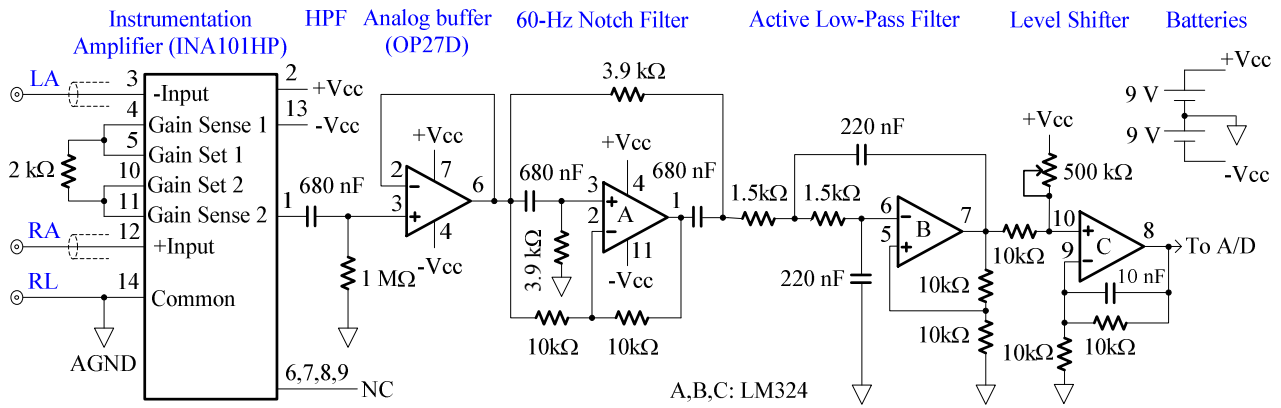 Instrumentation
Amplifier (INA101HP)
HPF
Analog buffer
(OP27D)
60-Hz Notch Filter
Active Low-Pass Filter
Level Shifter
Batteries
LA
3
-Input
4
Gain Sense 1
5
Gain Set 1
2 kΩ
10
Gain Set 2
11
Gain Sense 2
RA
12
+Input
RL
14
Common
AGND
2
+Vcc
13
-Vcc
1
680 nF
1 MΩ
6,7,8,9
NC
+Vcc
2
-
7
6
3
+
4
-Vcc
3.9 kΩ
680 nF
+Vcc
3
+
4
A
2
-
1
11
-Vcc
680 nF
3.9 kΩ
10kΩ
10kΩ
220 nF
1.5kΩ
1.5kΩ
6
-
7
B
5
+
220 nF
10kΩ
10kΩ
10kΩ
+Vcc
500 kΩ
10
+
8
C
9
-
To A/D
10 nF
10kΩ
10kΩ
+Vcc
9 V
9 V
-Vcc
A,B,C: LM324